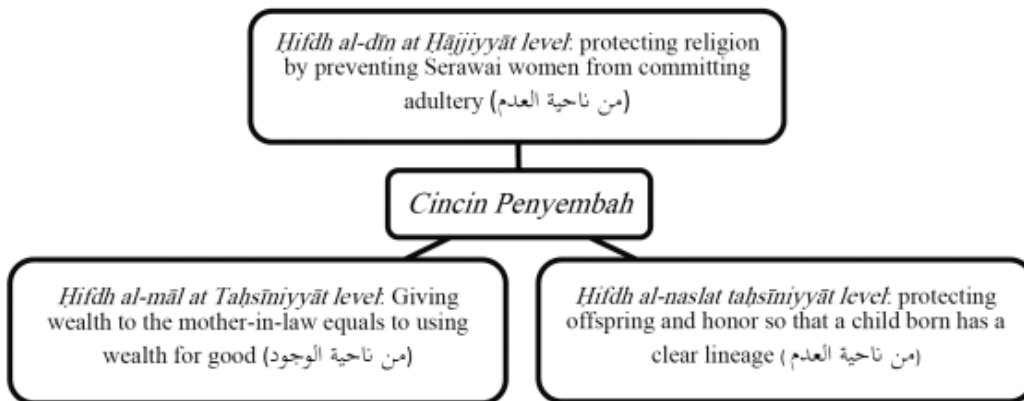 Ḥifdh al-dīn at Ḥājjiyyāt level: protecting religion
by preventing Serawai women from committing
adultery (من ناحية العدم)
Cincin Penyembah
Ḥifdh al-māl at Taḥsīniyyāt level: Giving
wealth to the mother-in-law equals to using
wealth for good (من ناحية الوجود)
Ḥifdh al-naslat taḥsīniyyāt level: protecting
offspring and honor so that a child born has a
clear lineage (من ناحية العدم)